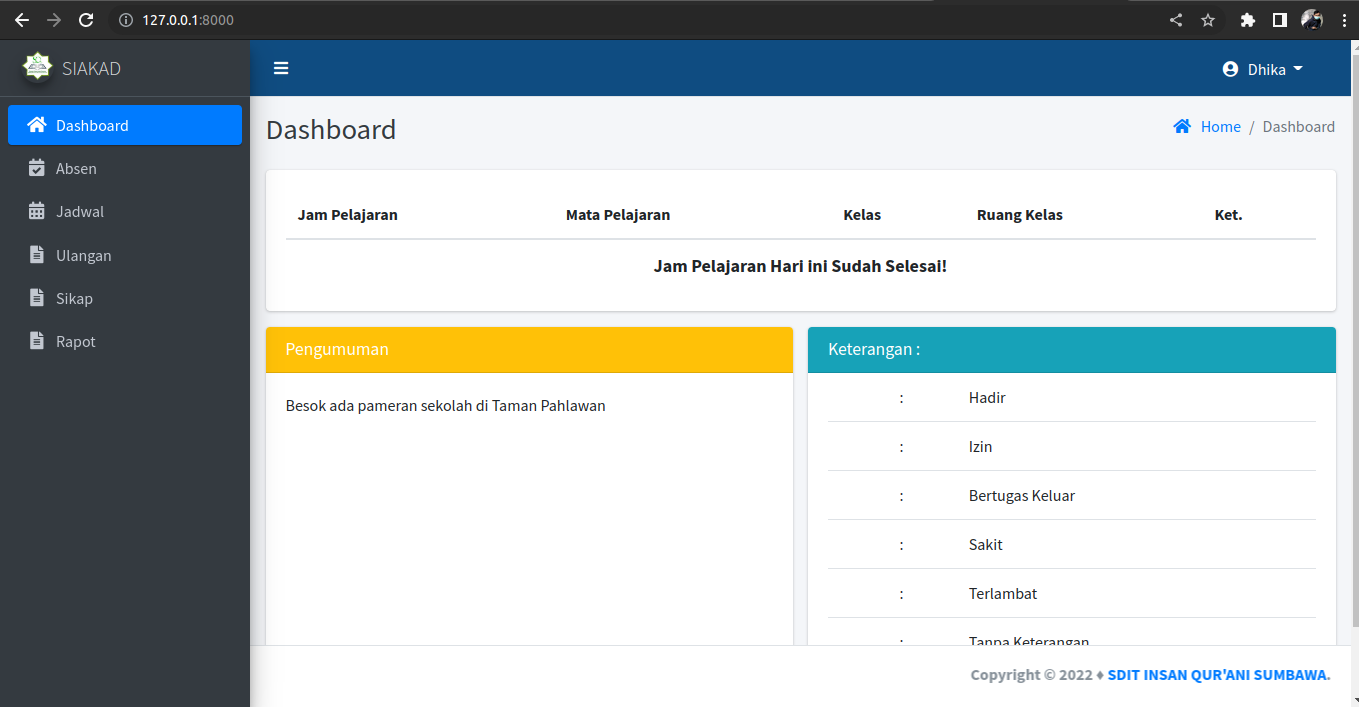 127.0.0.1:8000
SIAKAD
Dhika
Dashboard
Absen
Jadwal
Ulangan
Sikap
Rapot
Dashboard
Home / Dashboard
Jam Pelajaran Mata Pelajaran Kelas Ruang Kelas Ket.
Jam Pelajaran Hari ini Sudah Selesai!
Pengumuman
Besok ada pameran sekolah di Taman Pahlawan
Keterangan :
: Hadir
: Izin
: Bertugas Keluar
: Sakit
: Terlambat
: Tanpa Keterangan
Copyright © 2022 ♦ SDIT INSAN QUR'ANI SUMBAWA.